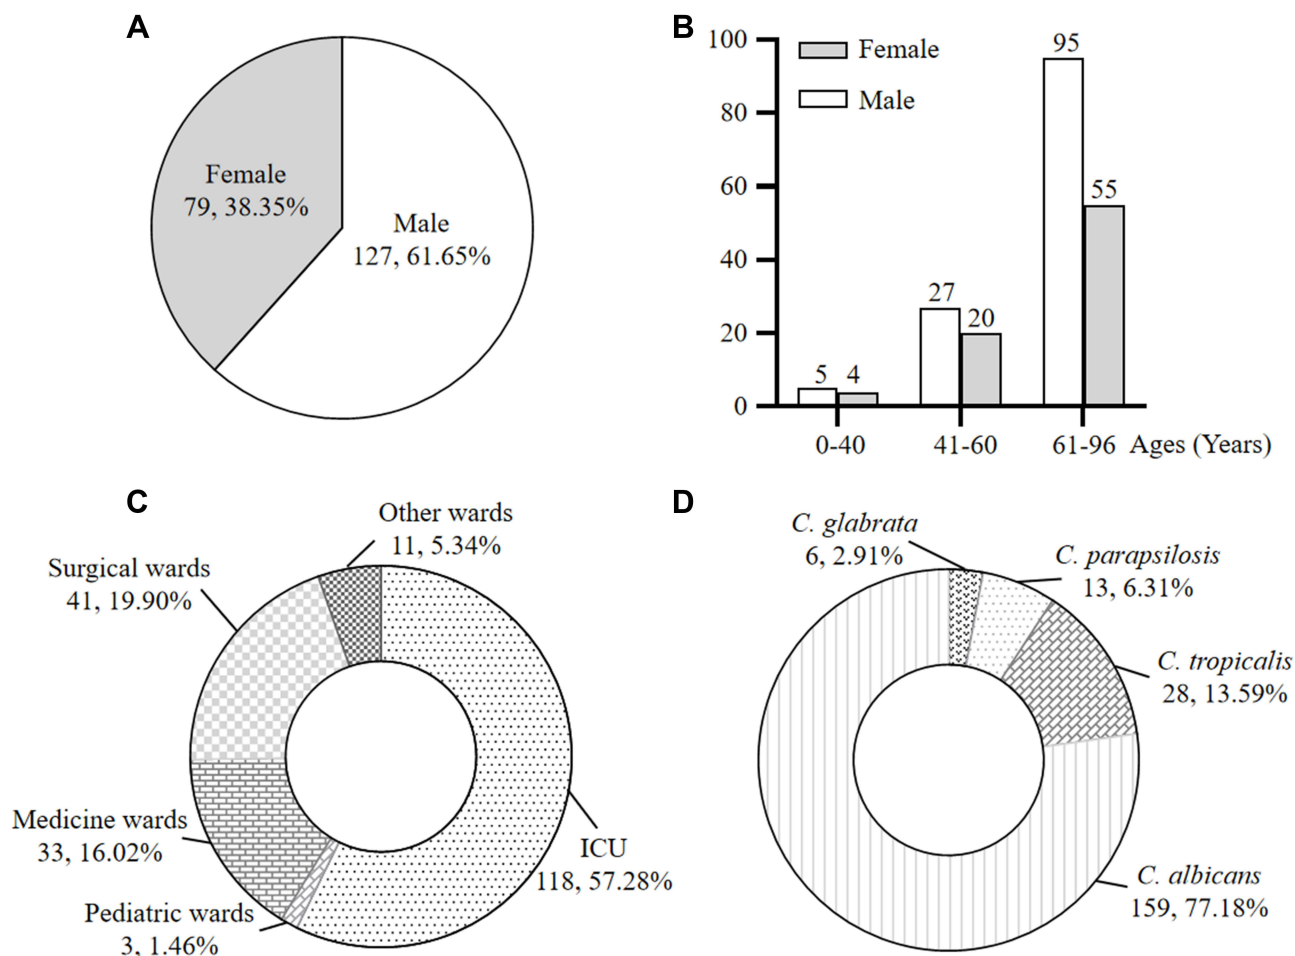 A
Female
79, 38.35%
Male
127, 61.65%
B
100
80
60
40
20
0
Female
Male
5
4
27
20
95
55
0-40
41-60
61-96
Ages (Years)
C
Other wards
11, 5.34%
Surgical wards
41, 19.90%
Medicine wards
33, 16.02%
Pediatric wards
3, 1.46%
ICU
118, 57.28%
D
C. glabrata
6, 2.91%
C. parapsilosis
13, 6.31%
C. tropicalis
28, 13.59%
C. albicans
159, 77.18%